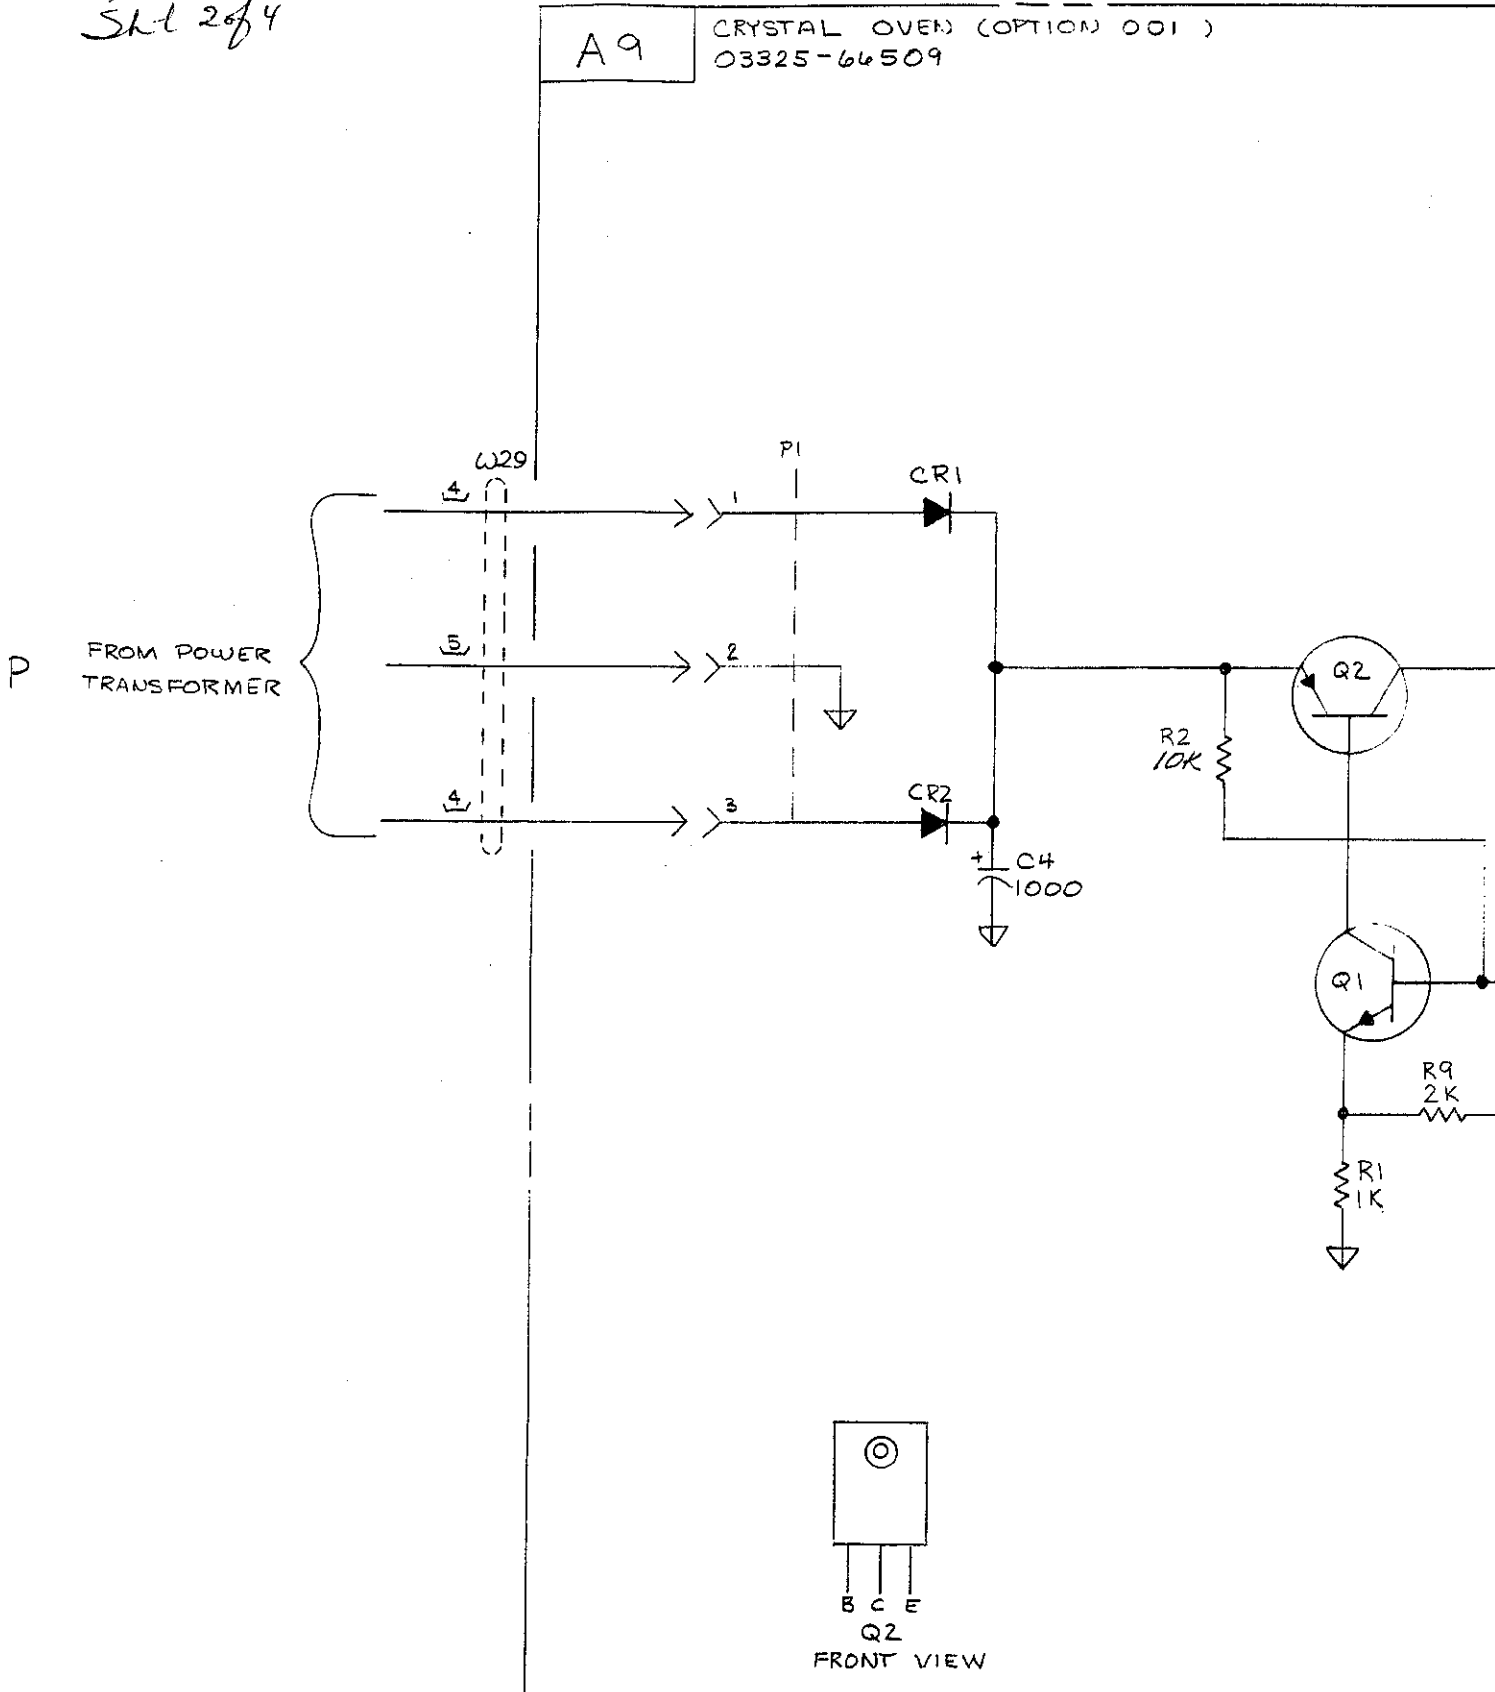 Sht 2 of 4
A9
CRYSTAL OVEN (OPTION 001)
03325-66509
W29
P1
CR1
4
1
P
FROM POWER
TRANSFORMER
5
2
Q2
R2
10K
4
3
CR2
+
C4
1000
Q1
R9
2K
R1
1K
B C E
Q2
FRONT VIEW